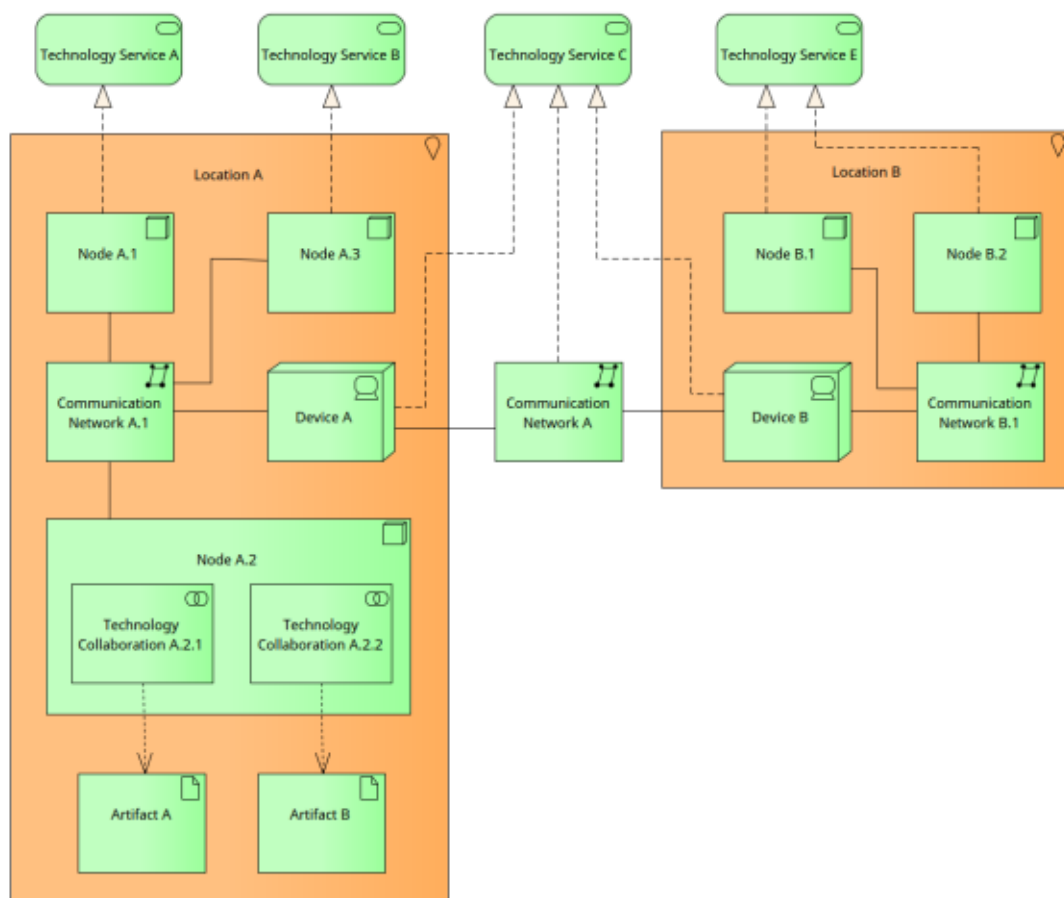 Technology Service A
Technology Service B
Technology Service C
Technology Service E
Location A
Location B
Node A.1
Node A.3
Node B.1
Node B.2
Communication
Network A.1
Device A
Communication
Network A
Device B
Communication
Network B.1
Node A.2
Technology
Collaboration A.2.1
Technology
Collaboration A.2.2
Artifact A
Artifact B